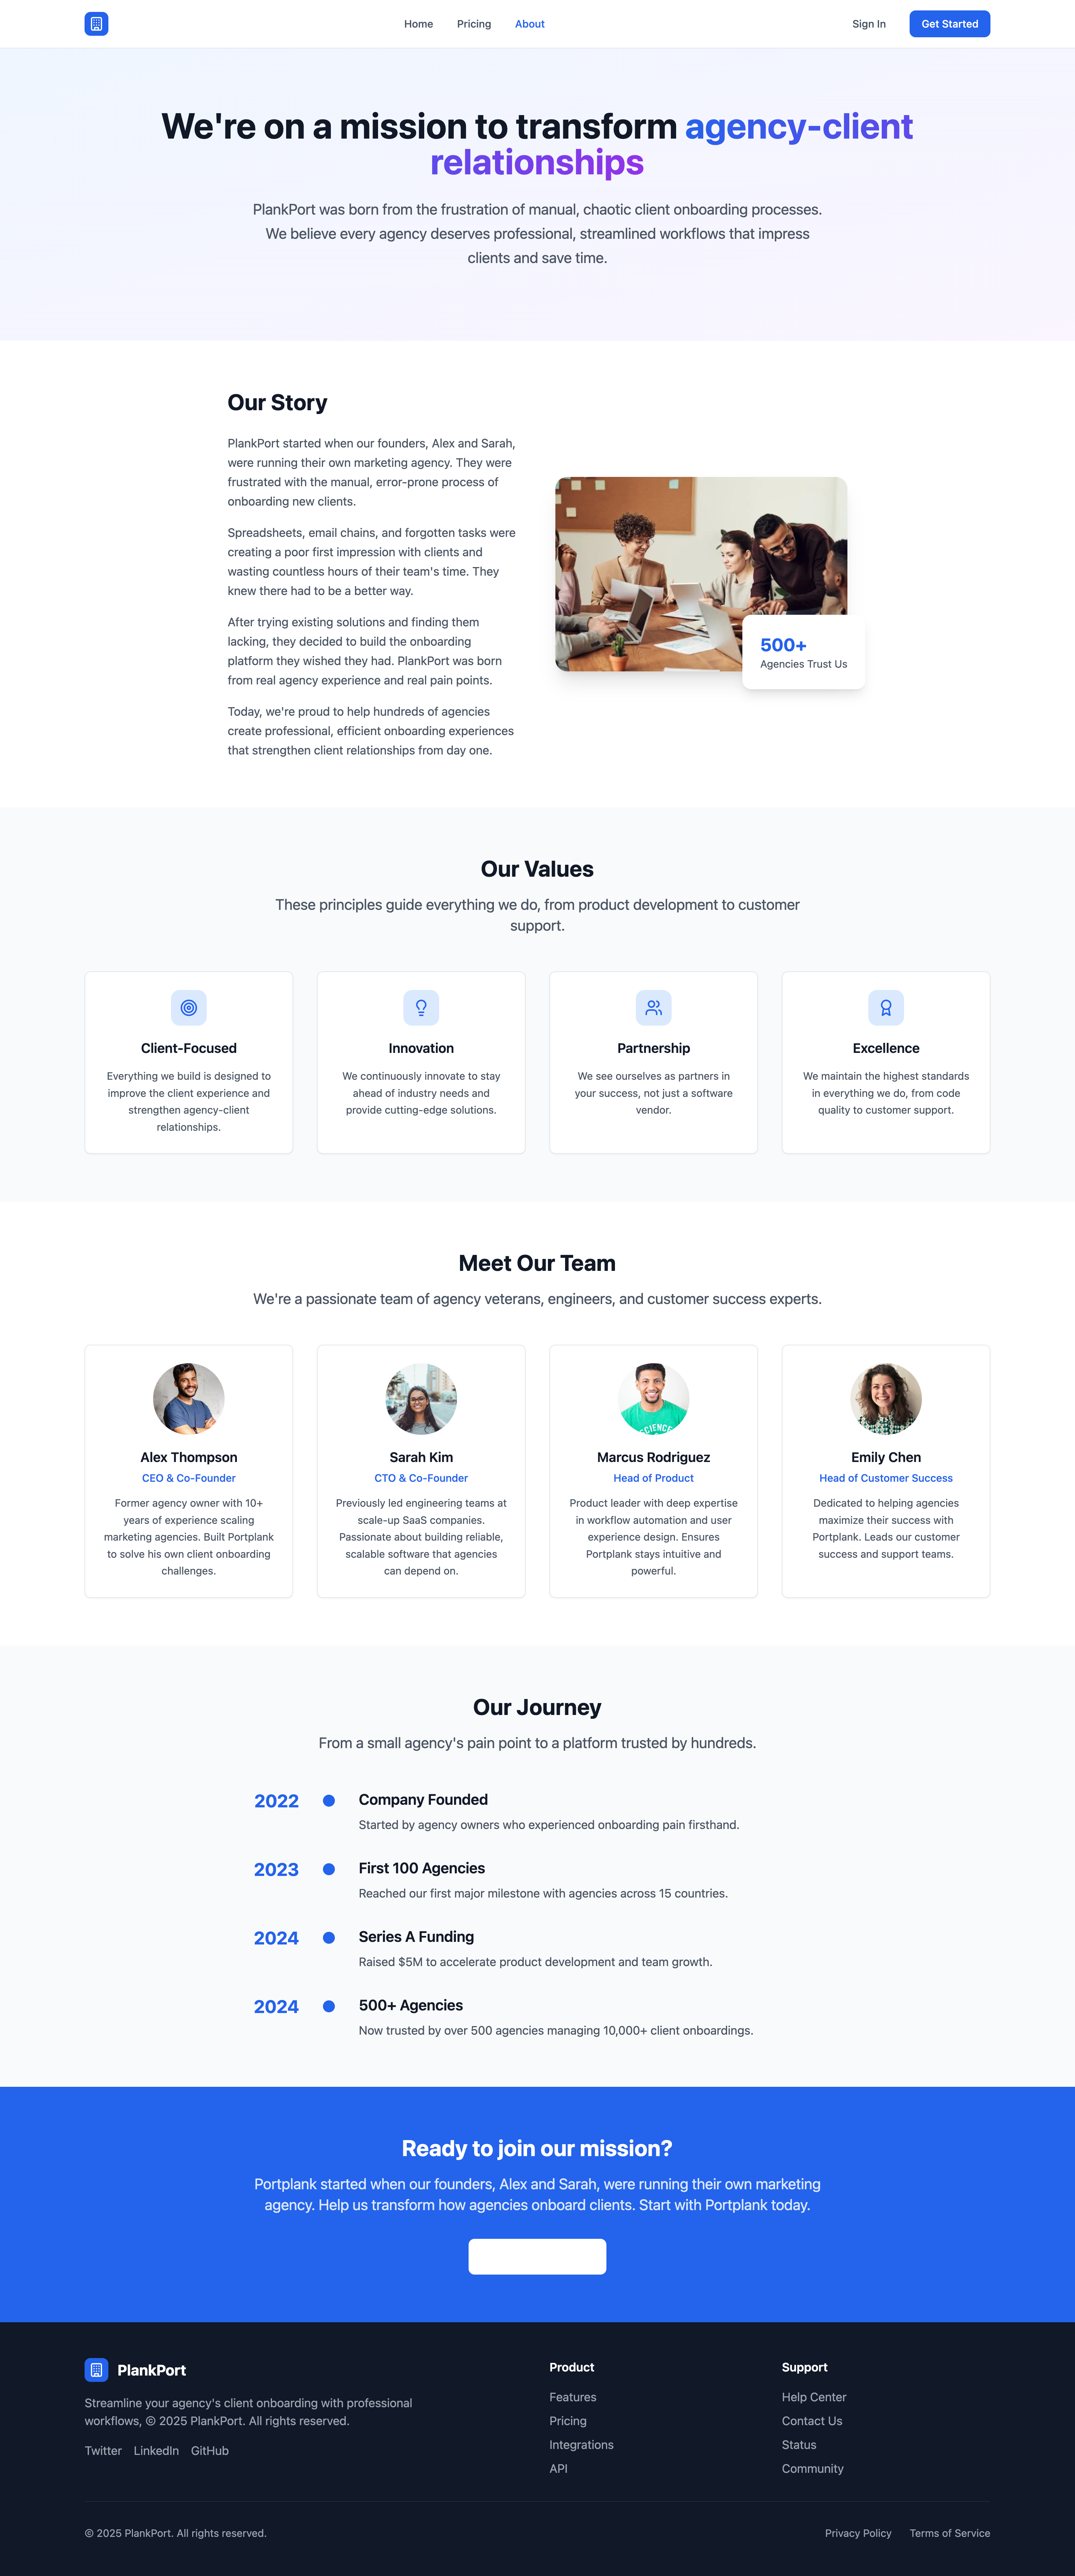 Home
Pricing
About
Sign In
Get Started
We're on a mission to transform agency-client
relationships
PlankPort was born from the frustration of manual, chaotic client onboarding processes.
We believe every agency deserves professional, streamlined workflows that impress
clients and save time.
Our Story
PlankPort started when our founders, Alex and Sarah,
were running their own marketing agency. They were
frustrated with the manual, error-prone process of
onboarding new clients.
Spreadsheets, email chains, and forgotten tasks were
creating a poor first impression with clients and
wasting countless hours of their team's time. They
knew there had to be a better way.
After trying existing solutions and finding them
lacking, they decided to build the onboarding
platform they wished they had. PlankPort was born
from real agency experience and real pain points.
Today, we're proud to help hundreds of agencies
create professional, efficient onboarding experiences
that strengthen client relationships from day one.
500+
Agencies Trust Us
Our Values
These principles guide everything we do, from product development to customer
support.
Client-Focused
Everything we build is designed to
improve the client experience and
strengthen agency-client
relationships.
Innovation
We continuously innovate to stay
ahead of industry needs and
provide cutting-edge solutions.
Partnership
We see ourselves as partners in
your success, not just a software
vendor.
Excellence
We maintain the highest standards
in everything we do, from code
quality to customer support.
Meet Our Team
We're a passionate team of agency veterans, engineers, and customer success experts.
Alex Thompson
CEO & Co-Founder
Former agency owner with 10+
years of experience scaling
marketing agencies. Built Portplank
to solve his own client onboarding
challenges.
Sarah Kim
CTO & Co-Founder
Previously led engineering teams at
scale-up SaaS companies.
Passionate about building reliable,
scalable software that agencies
can depend on.
SCIENCE
Marcus Rodriguez
Head of Product
Product leader with deep expertise
in workflow automation and user
experience design. Ensures
Portplank stays intuitive and
powerful.
Emily Chen
Head of Customer Success
Dedicated to helping agencies
maximize their success with
Portplank. Leads our customer
success and support teams.
Our Journey
From a small agency's pain point to a platform trusted by hundreds.
2022
Company Founded
Started by agency owners who experienced onboarding pain firsthand.
2023
First 100 Agencies
Reached our first major milestone with agencies across 15 countries.
2024
Series A Funding
Raised $5M to accelerate product development and team growth.
2024
500+ Agencies
Now trusted by over 500 agencies managing 10,000+ client onboardings.
Ready to join our mission?
Portplank started when our founders, Alex and Sarah, were running their own marketing
agency. Help us transform how agencies onboard clients. Start with Portplank today.
PlankPort
Streamline your agency's client onboarding with professional
workflows, © 2025 PlankPort. All rights reserved.
Twitter
LinkedIn
GitHub
Product
Features
Pricing
Integrations
API
Support
Help Center
Contact Us
Status
Community
© 2025 PlankPort. All rights reserved.
Privacy Policy
Terms of Service